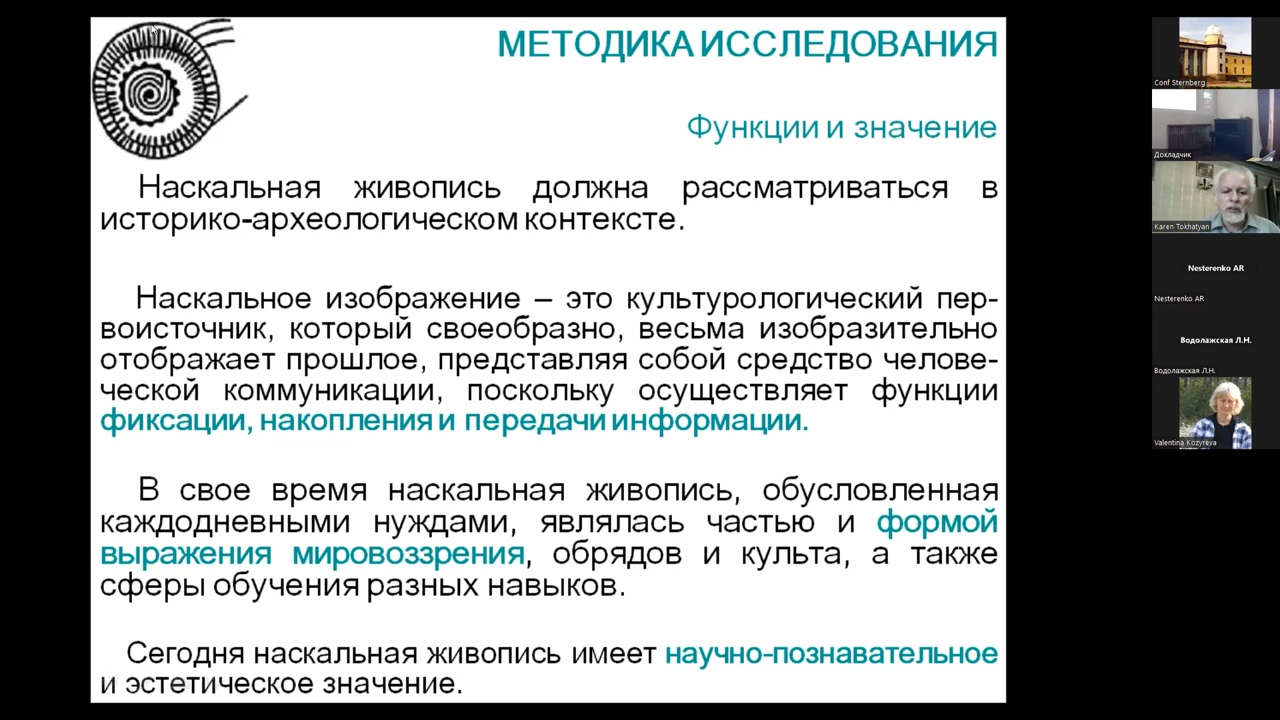 МЕТОДИКА ИССЛЕДОВАНИЯ
Функции и значение
Наскальная живопись должна рассматриваться в
историко-археологическом контексте.
Наскальное изображение – это культурологический пер-
воисточник, который своеобразно, весьма изобразительно
отображает прошлое, представляя собой средство челове-
ческой коммуникации, поскольку осуществляет функции
фиксации, накопления и передачи информации.
В свое время наскальная живопись, обусловленная
каждодневными нуждами, являлась частью и формой
выражения мировоззрения, обрядов и культа, а также
сферы обучения разных навыков.
Сегодня наскальная живопись имеет научно-познавательное
и эстетическое значение.
Conf Sternberg
Докладчик
Karen Tokhatyan
Nesterenko AR
Nesterenko AR
Водолажская Л.Н.
Водолажская Л.Н.
Valentina Kozyreva